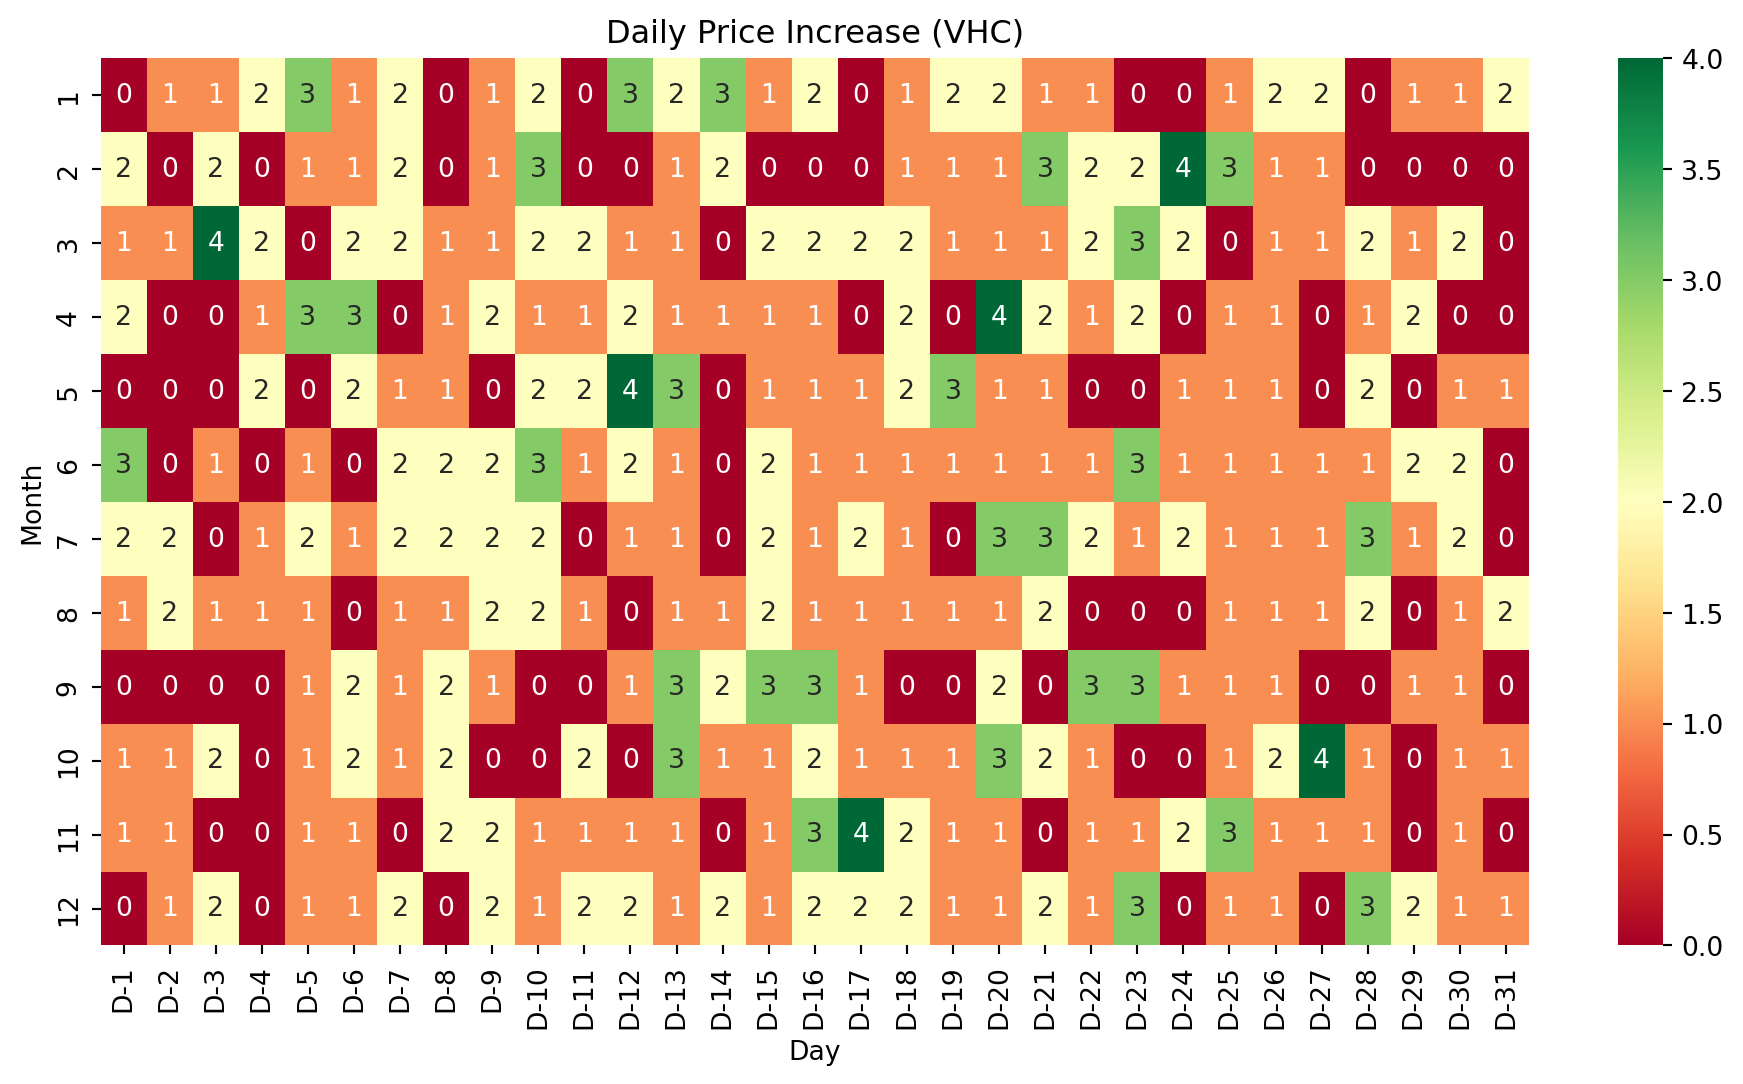 Daily Price Increase (VHC)
1 0 1 1 2 3 1 2 0 1 2 0 3 2 3 1 2 0 1 2 2 1 1 0 0 1 2 2 0 1 1 2
2 2 0 2 0 1 1 2 0 1 3 0 0 1 2 0 0 0 1 1 1 3 2 2 4 3 1 1 0 0 0 0
3 1 1 4 2 0 2 2 1 1 2 2 1 1 0 2 2 2 2 1 1 1 2 3 2 0 1 1 2 1 2 0
4 2 0 0 1 3 3 0 1 2 1 1 2 1 1 1 1 0 2 0 4 2 1 2 0 1 1 0 1 2 0 0
5 0 0 0 2 0 2 1 1 0 2 2 4 3 0 1 1 1 2 3 1 1 0 0 1 1 1 0 2 0 1 1
6 3 0 1 0 1 0 2 2 2 3 1 2 1 0 2 1 1 1 1 1 1 1 3 1 1 1 1 1 2 2 0
7 2 2 0 1 2 1 2 2 2 2 0 1 1 0 2 1 2 1 0 3 3 2 1 2 1 1 1 3 1 2 0
8 1 2 1 1 1 0 1 1 2 2 1 0 1 1 2 1 1 1 1 1 2 0 0 0 1 1 1 2 0 1 2
9 0 0 0 0 1 2 1 2 1 0 0 1 3 2 3 3 1 0 0 2 0 3 3 1 1 1 0 0 1 1 0
10 1 1 2 0 1 2 1 2 0 0 2 0 3 1 1 2 1 1 1 3 2 1 0 0 1 2 4 1 0 1 1
11 1 1 0 0 1 1 0 2 2 1 1 1 1 0 1 3 4 2 1 1 0 1 1 2 3 1 1 1 0 1 0
12 0 1 2 0 1 1 2 0 2 1 2 2 1 2 1 2 2 2 1 1 2 1 3 0 1 1 0 3 2 1 1
Month
D-1 D-2 D-3 D-4 D-5 D-6 D-7 D-8 D-9 D-10 D-11 D-12 D-13 D-14 D-15 D-16 D-17 D-18 D-19 D-20 D-21 D-22 D-23 D-24 D-25 D-26 D-27 D-28 D-29 D-30 D-31
Day
4.0
3.5
3.0
2.5
2.0
1.5
1.0
0.5
0.0